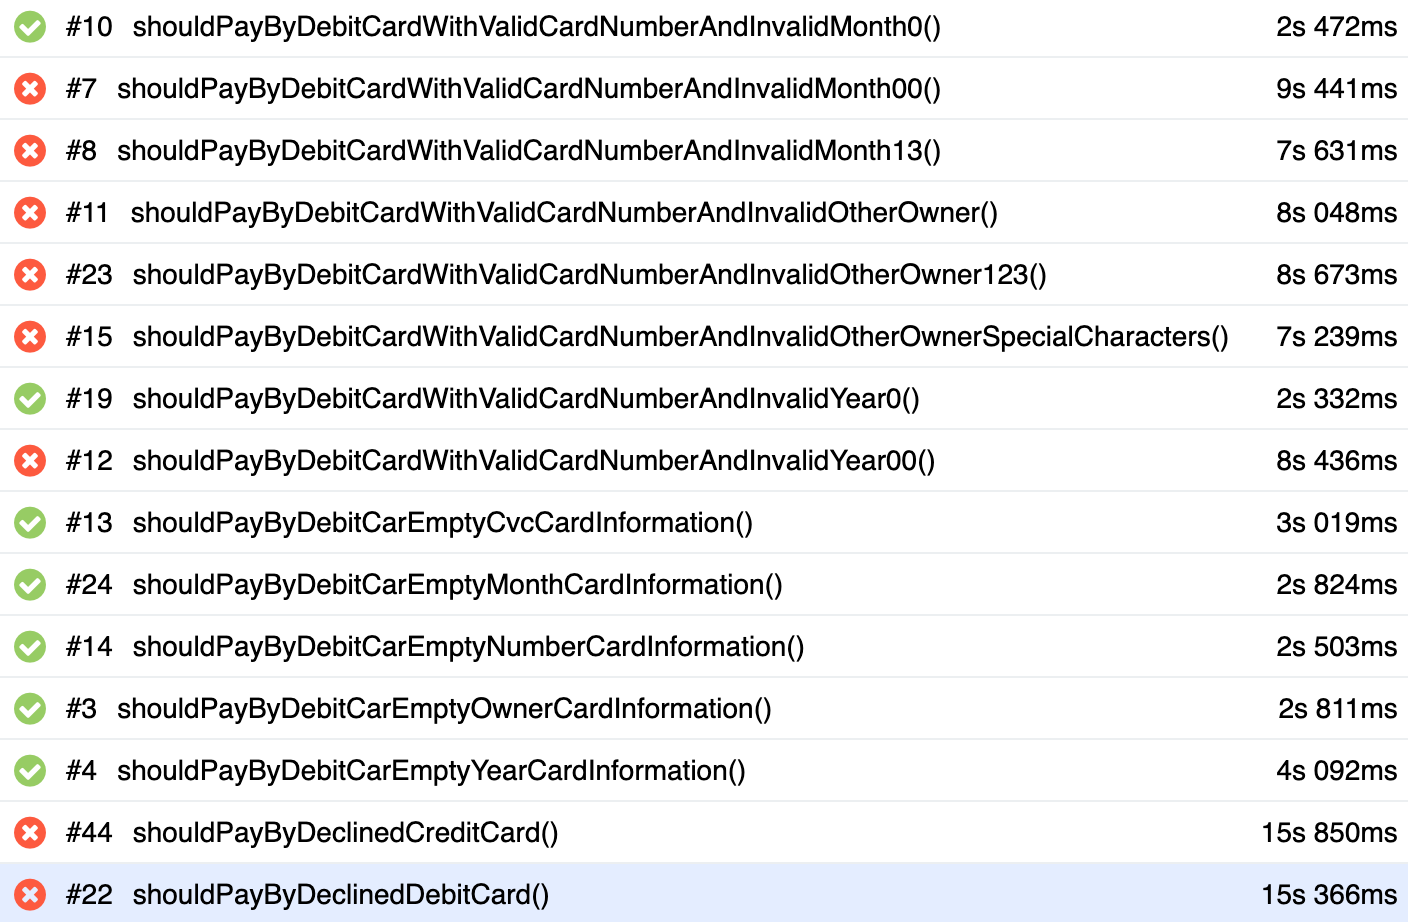 #10 shouldPayByDebitCardWithValidCardNumberAndInvalidMonth0() 2s 472ms
#7 shouldPayByDebitCardWithValidCardNumberAndInvalidMonth00() 9s 441ms
#8 shouldPayByDebitCardWithValidCardNumberAndInvalidMonth13() 7s 631ms
#11 shouldPayByDebitCardWithValidCardNumberAndInvalidOtherOwner() 8s 048ms
#23 shouldPayByDebitCardWithValidCardNumberAndInvalidOtherOwner123() 8s 673ms
#15 shouldPayByDebitCardWithValidCardNumberAndInvalidOtherOwnerSpecialCharacters() 7s 239ms
#19 shouldPayByDebitCardWithValidCardNumberAndInvalidYear0() 2s 332ms
#12 shouldPayByDebitCardWithValidCardNumberAndInvalidYear00() 8s 436ms
#13 shouldPayByDebitCarEmptyCvcCardInformation() 3s 019ms
#24 shouldPayByDebitCarEmptyMonthCardInformation() 2s 824ms
#14 shouldPayByDebitCarEmptyNumberCardInformation() 2s 503ms
#3 shouldPayByDebitCarEmptyOwnerCardInformation() 2s 811ms
#4 shouldPayByDebitCarEmptyYearCardInformation() 4s 092ms
#44 shouldPayByDeclinedCreditCard() 15s 850ms
#22 shouldPayByDeclinedDebitCard() 15s 366ms